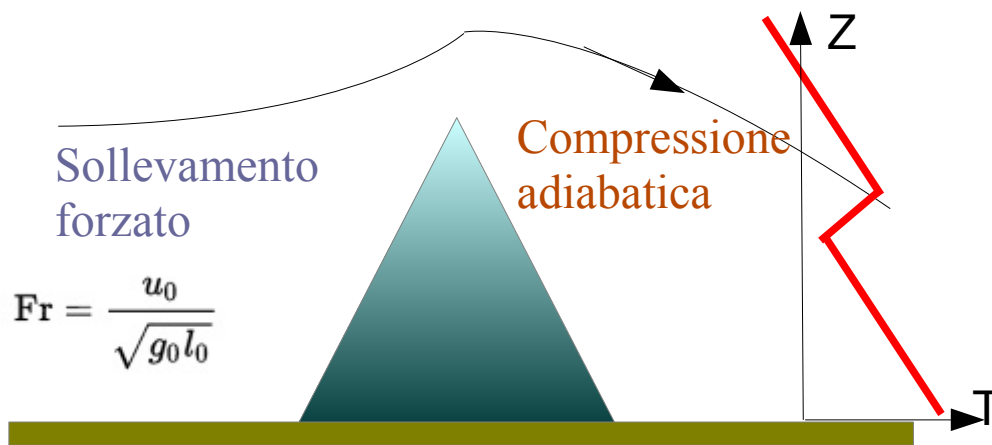 Z
Sollevamento
forzato
Compressione
adiabatica
Fr = u₀ / √(g₀l₀)
T